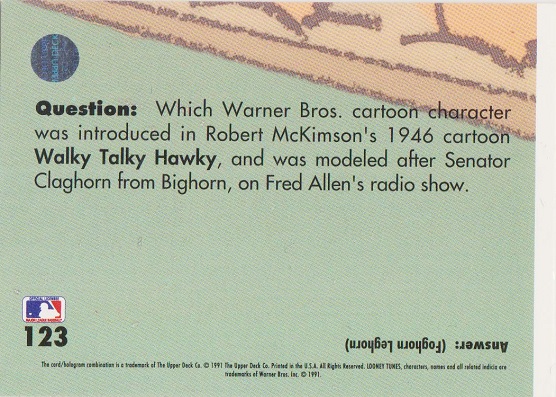 Question: Which Warner Bros. cartoon character
was introduced in Robert McKimson's 1946 cartoon
Walky Talky Hawky, and was modeled after Senator
Claghorn from Bighorn, on Fred Allen's radio show.
123
Answer: (Foghorn Leghorn)
The card/hologram combination is a trademark of The Upper Deck Co. © 1991 The Upper Deck Co. Printed in the U.S.A. All Rights Reserved. LOONEY TUNES, characters, names and all related indicia are
trademarks of Warner Bros. Inc. © 1991.